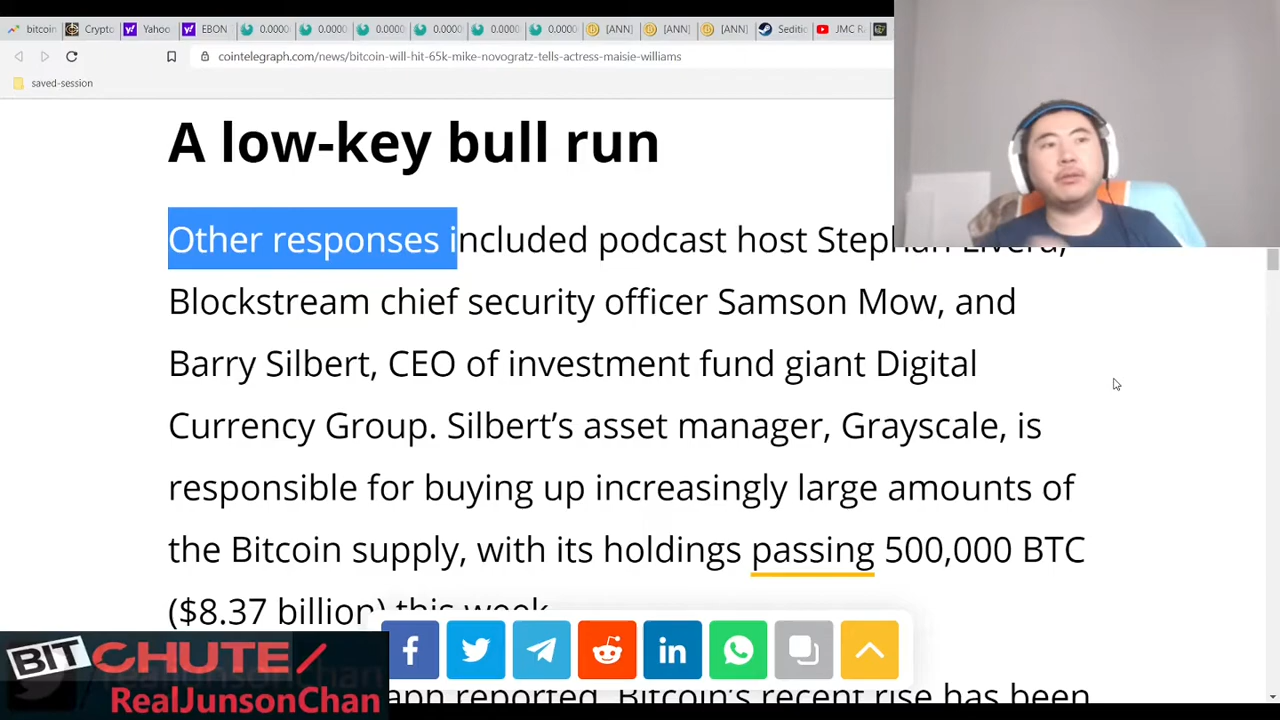 bitcoin Crypto Yahoo EBON 0.0000 0.0000 0.0000 0.0000 0.0000 0.0000 [ANN] [ANN] [ANN] Seditic JMC R
cointelegraph.com/news/bitcoin-will-hit-65k-mike-novogratz-tells-actress-maisie-williams
saved-session
A low-key bull run
Other responses included podcast host Stephan Livera,
Blockstream chief security officer Samson Mow, and
Barry Silbert, CEO of investment fund giant Digital
Currency Group. Silbert’s asset manager, Grayscale, is
responsible for buying up increasingly large amounts of
the Bitcoin supply, with its holdings passing 500,000 BTC
($8.37 billion) this week.
BITCHUTE/
RealJunsonChan
reported, Bitcoin’s recent rise has been